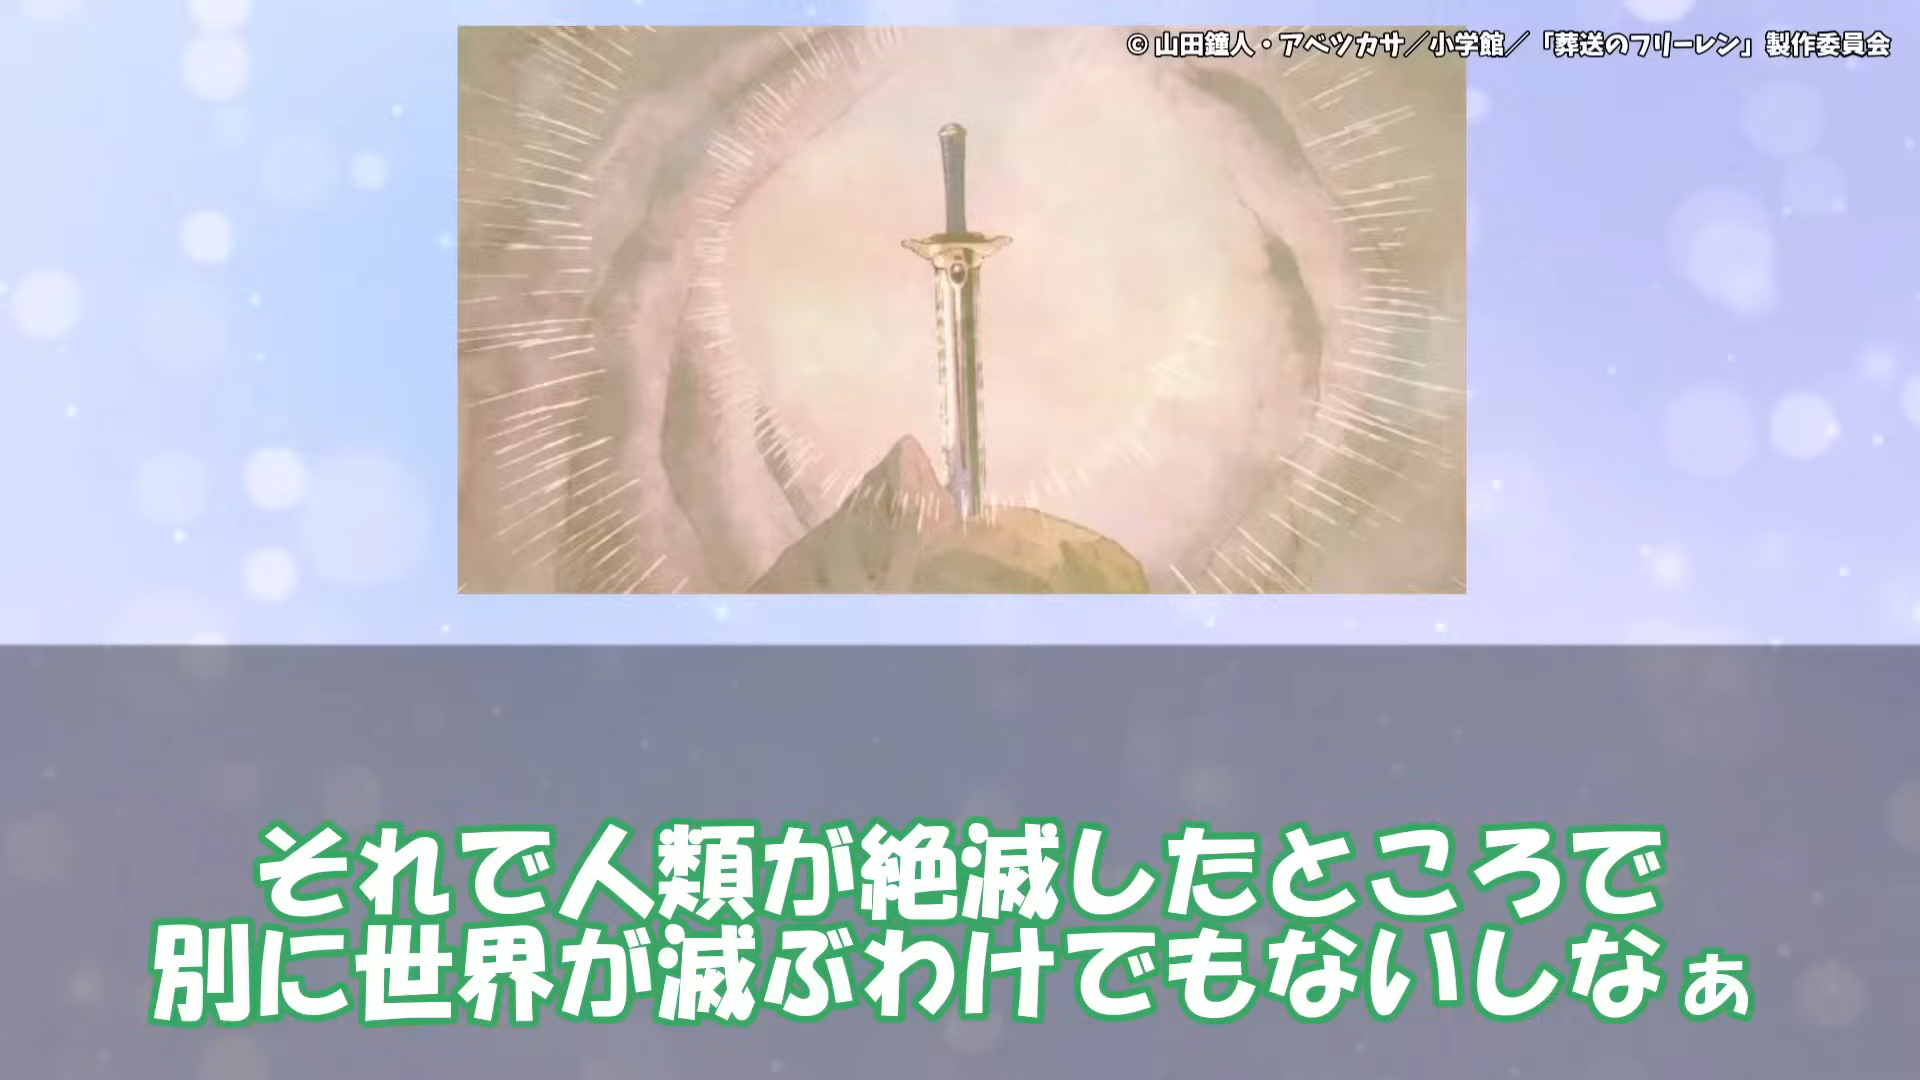 © 山田鐘人・アベツカサ／小学館／「葬送のフリーレン」製作委員会
それで人類が絶滅したところで
別に世界が滅ぶわけでもないしなぁ